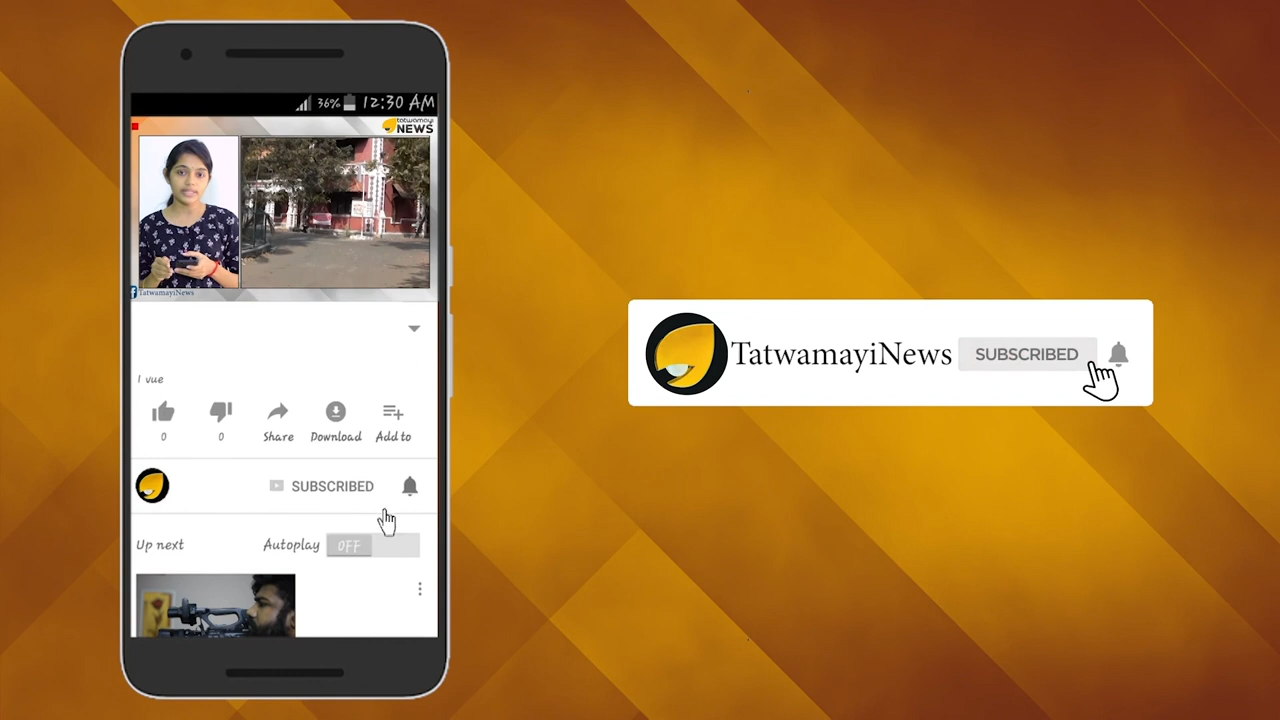 36% 12:30 AM
tatwamayi
NEWS
TatwamayiNews
1 vue
0 0 Share Download Add to
SUBSCRIBED
Up next Autoplay OFF
TatwamayiNews SUBSCRIBED